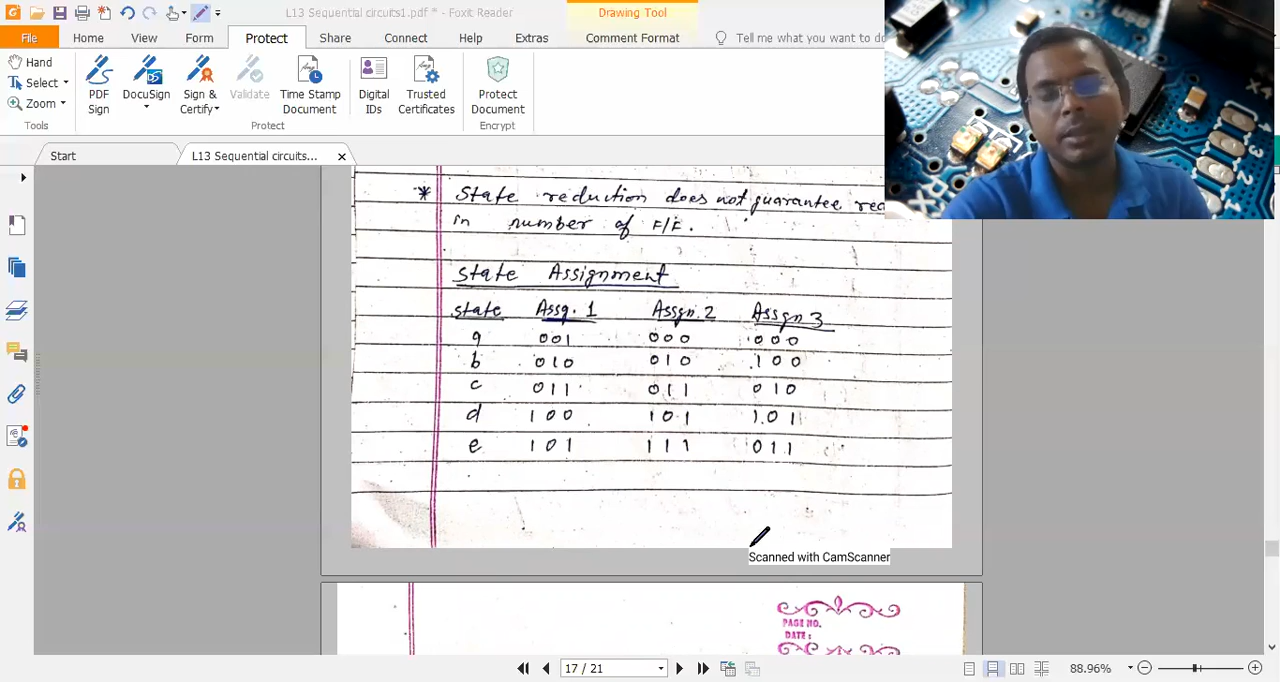 L13 Sequential circuits1.pdf * - Foxit Reader
Drawing Tool
File Home View Form Protect Share Connect Help Extras Comment Format Tell me what you want to do
Hand
Select
Zoom
Tools
PDF Sign
DocuSign
Sign & Certify
Validate
Time Stamp Document
Digital IDs
Trusted Certificates
Protect
Protect Document
Encrypt
Start L13 Sequential circuits...
* State reduction does not guarantee
in number of F/F.
State Assignment
state Assg. 1 Assgn. 2 Assgn 3
a 001 000 000
b 010 010 100
c 011 011 010
d 100 101 101
e 101 111 011
Scanned with CamScanner
PAGE NO.
DATE :
17 / 21
88.96%